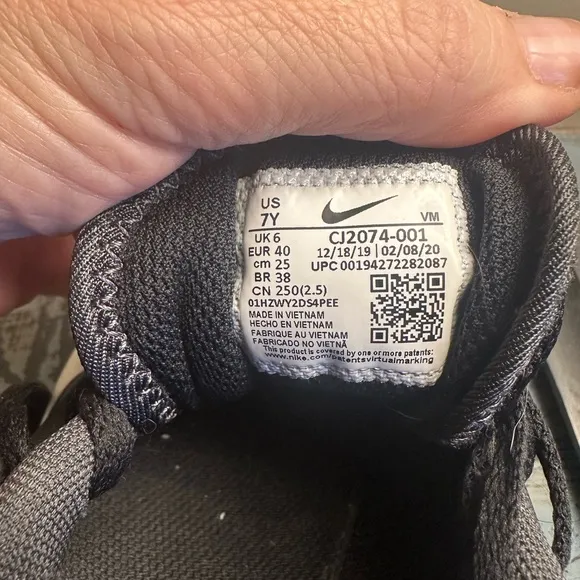 US
7Y
VM
UK 6
CJ2074-001
EUR 40
12/18/19 | 02/08/20
cm 25
UPC 00194272282087
BR 38
CN 250(2.5)
01HZWY2DS4PEE
MADE IN VIETNAM
HECHO EN VIETNAM
FABRIQUE AU VIETNAM
FABRICADO NO VIETNÃ
This product is covered by one or more patents:
www.nike.com/patentsvirtualmarking